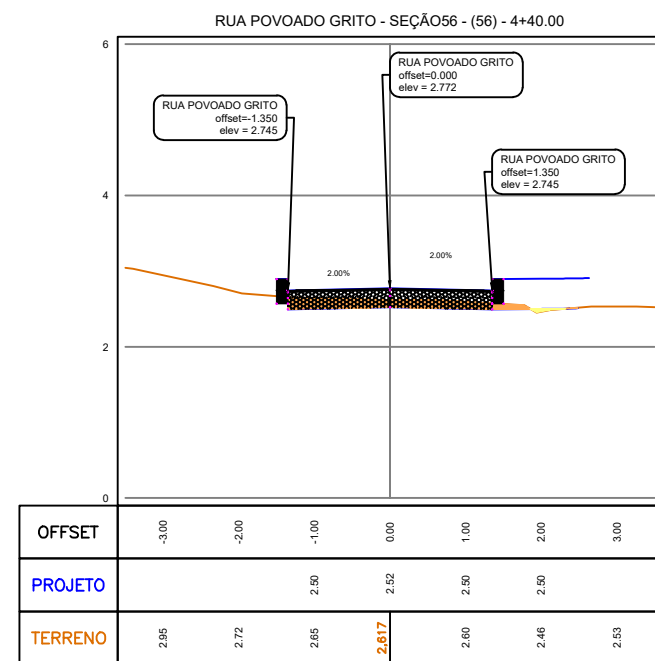 RUA POVOADO GRITO - SEÇÃO56 - (56) - 4+40.00
6
RUA POVOADO GRITO
offset=0.000
elev = 2.772
RUA POVOADO GRITO
offset=-1.350
elev = 2.745
RUA POVOADO GRITO
offset=1.350
elev = 2.745
4
2.00%
2.00%
2
0
OFFSET -3.00 -2.00 -1.00 0.00 1.00 2.00 3.00
PROJETO 2.50 2.52 2.50 2.50
TERRENO 2.95 2.72 2.65 2,617 2.60 2.46 2.53